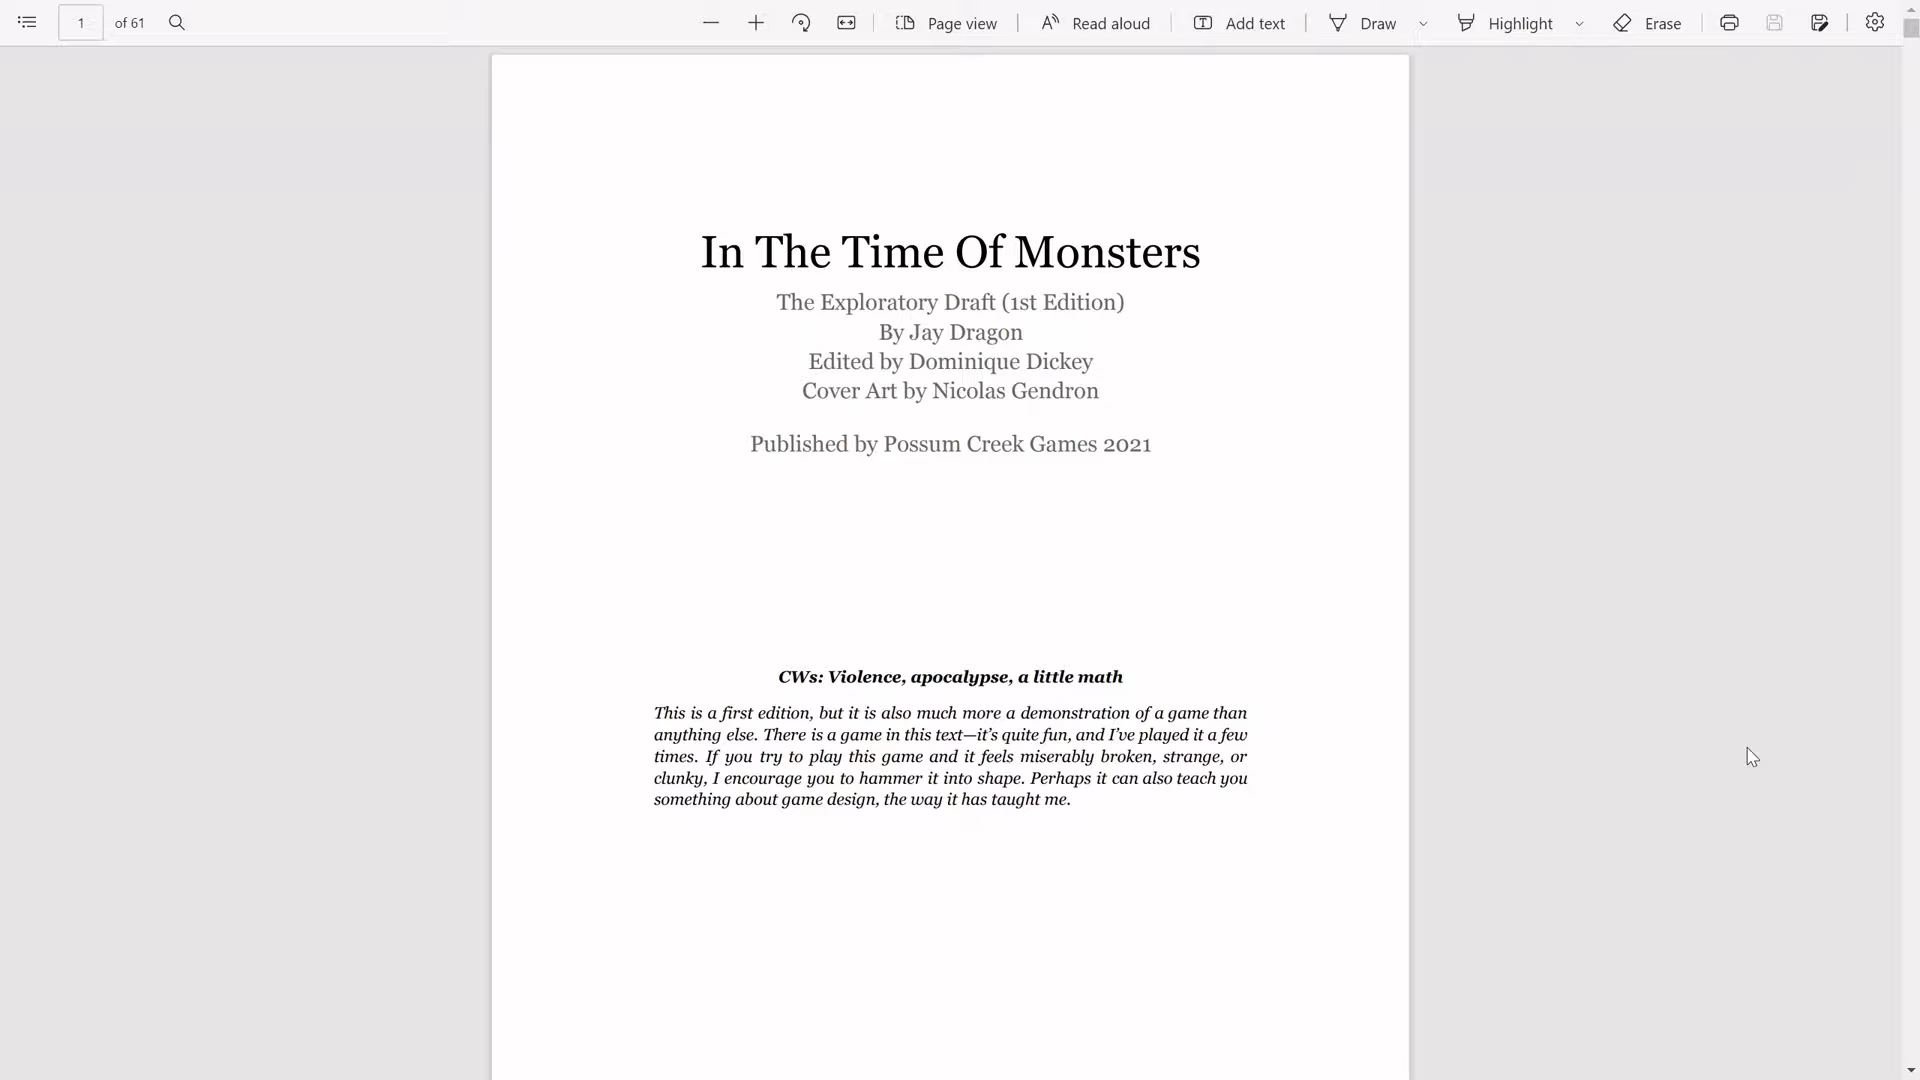 1 of 61 Page view Read aloud Add text Draw Highlight Erase
In The Time Of Monsters
The Exploratory Draft (1st Edition)
By Jay Dragon
Edited by Dominique Dickey
Cover Art by Nicolas Gendron
Published by Possum Creek Games 2021
CWs: Violence, apocalypse, a little math
This is a first edition, but it is also much more a demonstration of a game than
anything else. There is a game in this text—it's quite fun, and I've played it a few
times. If you try to play this game and it feels miserably broken, strange, or
clunky, I encourage you to hammer it into shape. Perhaps it can also teach you
something about game design, the way it has taught me.